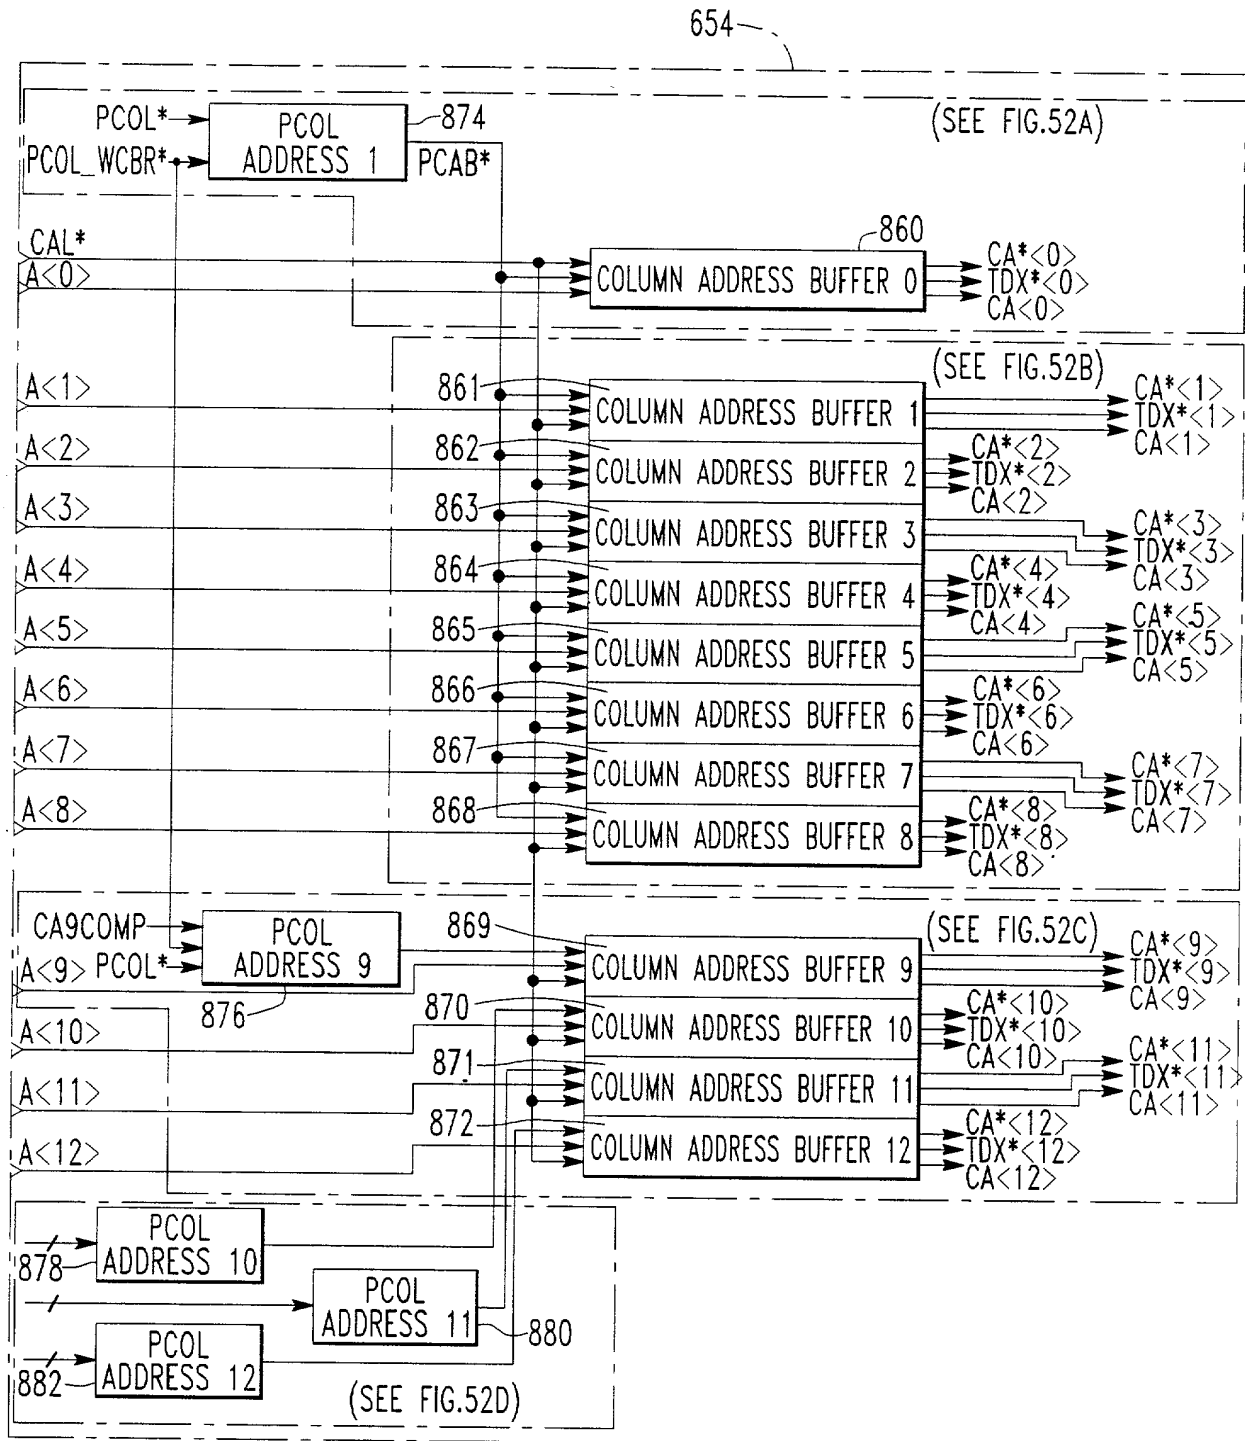 654
(SEE FIG.52A)
PCOL*
PCOL
ADDRESS 1
874
PCOL_WCBR*
PCAB*
CAL*
A<0>
860
COLUMN ADDRESS BUFFER 0
CA*<0>
TDX*<0>
CA<0>
(SEE FIG.52B)
A<1>
861
COLUMN ADDRESS BUFFER 1
CA*<1>
TDX*<1>
CA<1>
A<2>
862
COLUMN ADDRESS BUFFER 2
CA*<2>
TDX*<2>
CA<2>
A<3>
863
COLUMN ADDRESS BUFFER 3
CA*<3>
TDX*<3>
CA<3>
A<4>
864
COLUMN ADDRESS BUFFER 4
CA*<4>
TDX*<4>
CA<4>
A<5>
865
COLUMN ADDRESS BUFFER 5
CA*<5>
TDX*<5>
CA<5>
A<6>
866
COLUMN ADDRESS BUFFER 6
CA*<6>
TDX*<6>
CA<6>
A<7>
867
COLUMN ADDRESS BUFFER 7
CA*<7>
TDX*<7>
CA<7>
A<8>
868
COLUMN ADDRESS BUFFER 8
CA*<8>
TDX*<8>
CA<8>
(SEE FIG.52C)
CA9COMP
PCOL
ADDRESS 9
A<9>
PCOL*
876
869
COLUMN ADDRESS BUFFER 9
CA*<9>
TDX*<9>
CA<9>
A<10>
870
COLUMN ADDRESS BUFFER 10
CA*<10>
TDX*<10>
CA<10>
A<11>
871
COLUMN ADDRESS BUFFER 11
CA*<11>
TDX*<11>
CA<11>
A<12>
872
COLUMN ADDRESS BUFFER 12
CA*<12>
TDX*<12>
CA<12>
878
PCOL
ADDRESS 10
PCOL
ADDRESS 11
880
882
PCOL
ADDRESS 12
(SEE FIG.52D)